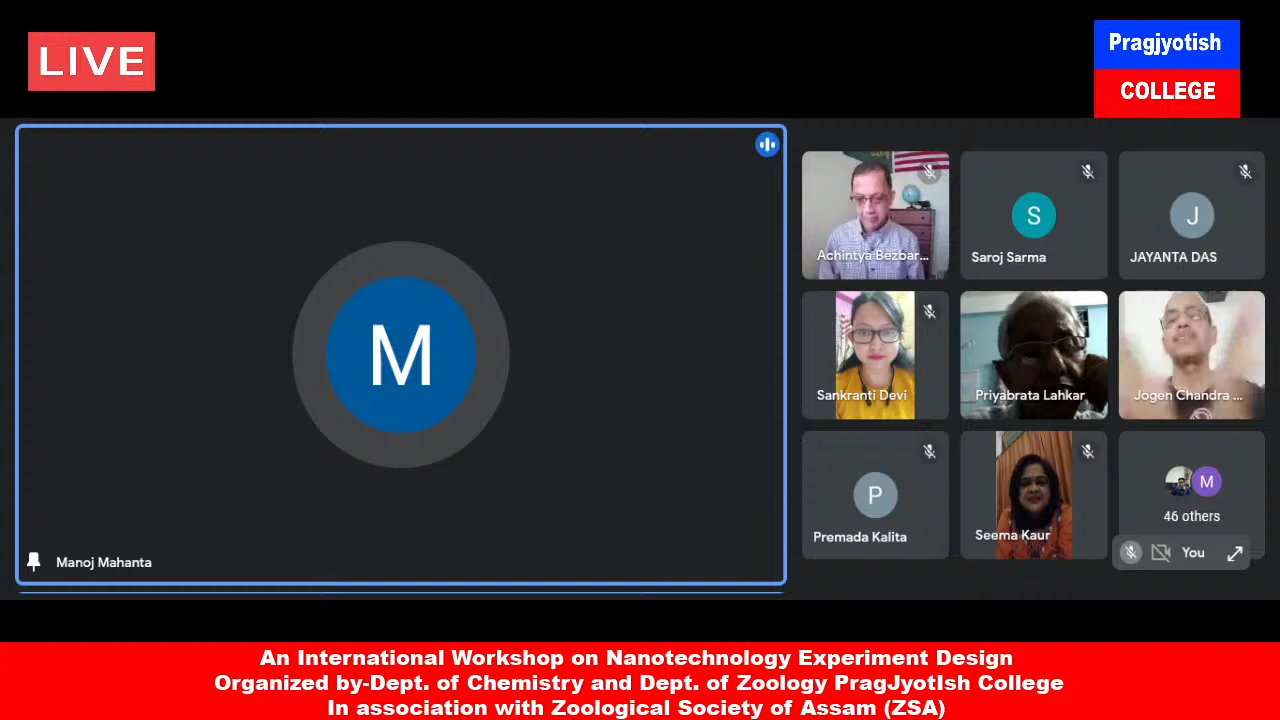 LIVE
Pragjyotish
COLLEGE
M
Manoj Mahanta
Achintya Bezbar...
S
Saroj Sarma
J
JAYANTA DAS
Sankranti Devi
Priyabrata Lahkar
Jogen Chandra ...
P
Premada Kalita
Seema Kaur
M
46 others
You
An International Workshop on Nanotechnology Experiment Design
Organized by-Dept. of Chemistry and Dept. of Zoology PragJyotIsh College
In association with Zoological Society of Assam (ZSA)